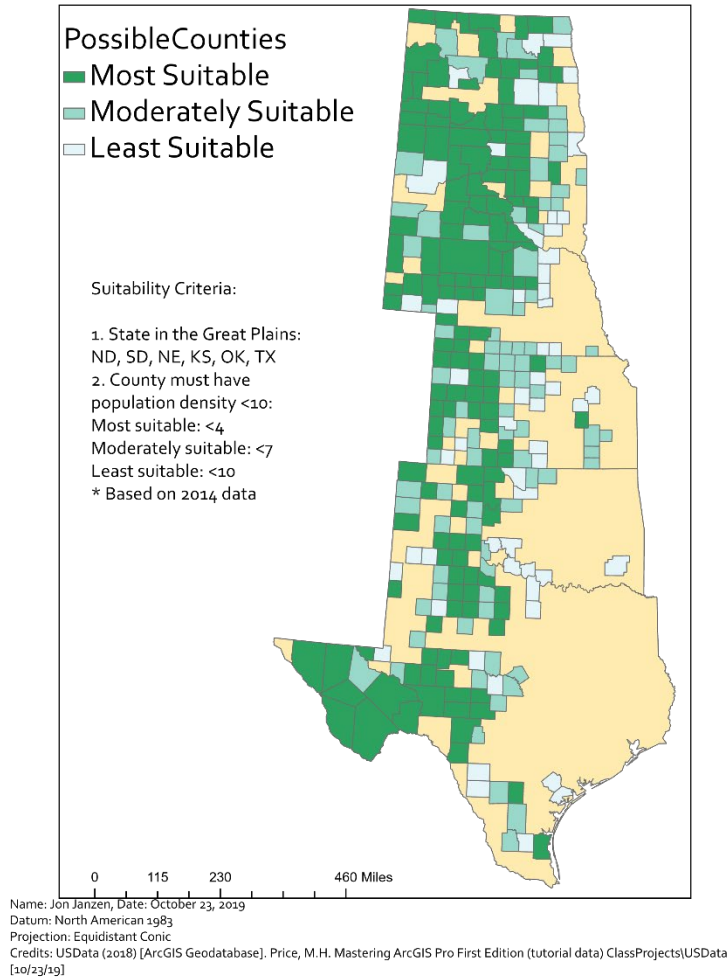 PossibleCounties
Most Suitable
Moderately Suitable
Least Suitable
Suitability Criteria:
1. State in the Great Plains:
ND, SD, NE, KS, OK, TX
2. County must have
population density <10:
Most suitable: <4
Moderately suitable: <7
Least suitable: <10
* Based on 2014 data
0 115 230 460 Miles
Name: Jon Janzen, Date: October 23, 2019
Datum: North American 1983
Projection: Equidistant Conic
Credits: USData (2018) [ArcGIS Geodatabase]. Price, M.H. Mastering ArcGIS Pro First Edition (tutorial data) ClassProjects\USData
[10/23/19]